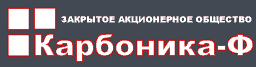 ЗАКРЫТОЕ АКЦИОНЕРНОЕ ОБЩЕСТВО
Карбоника-Ф